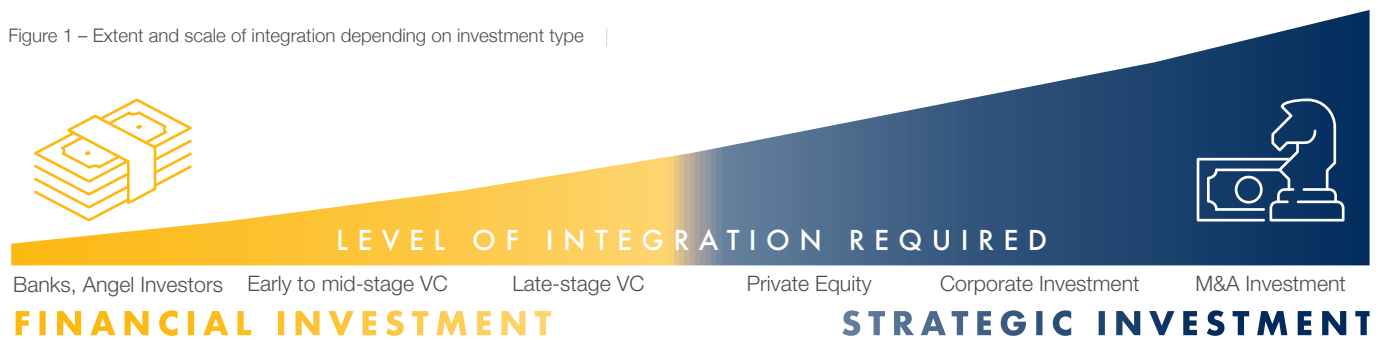 Figure 1 – Extent and scale of integration depending on investment type
LEVEL OF INTEGRATION REQUIRED
Banks, Angel Investors Early to mid-stage VC Late-stage VC Private Equity Corporate Investment M&A Investment
FINANCIAL INVESTMENT STRATEGIC INVESTMENT